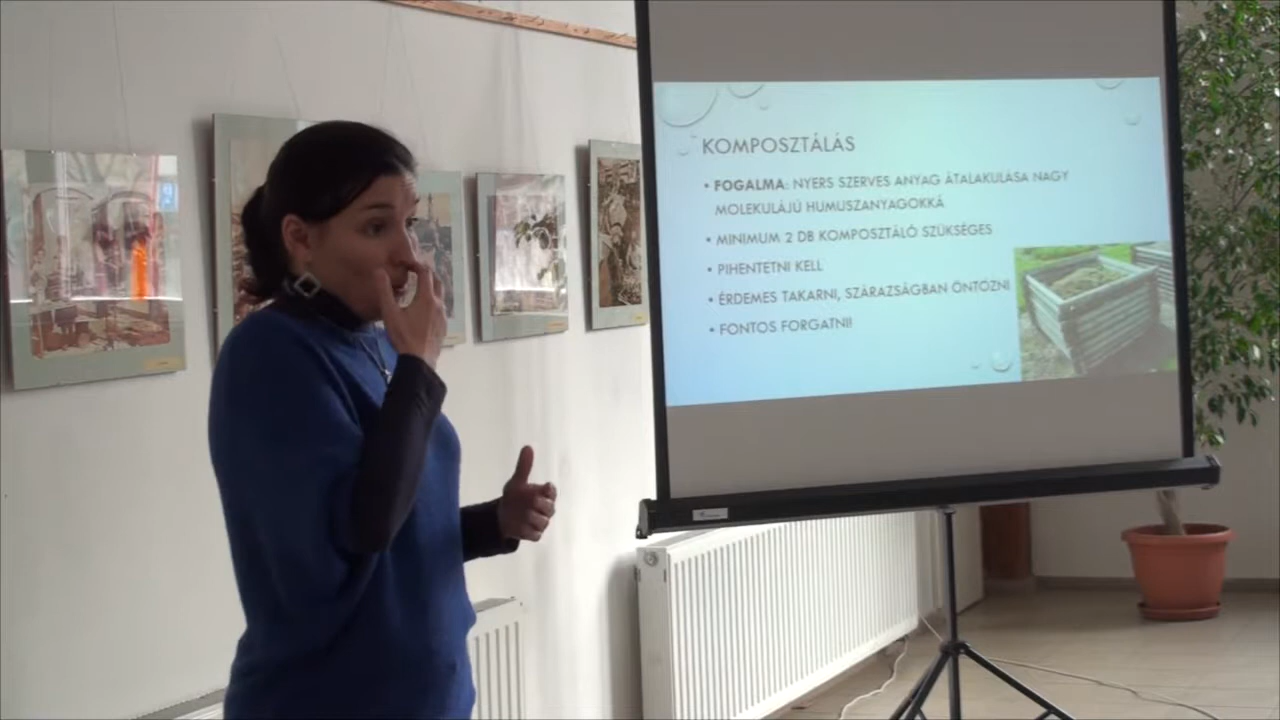 KOMPOSZTÁLÁS
• FOGALMA: NYERS SZERVES ANYAG ÁTALAKULÁSA NAGY
MOLEKULÁJÚ HUMUSZANYAGOKKÁ
• MINIMUM 2 DB KOMPOSZTÁLÓ SZÜKSÉGES
• PIHENTETNI KELL
• ÉRDEMES TAKARNI, SZÁRAZSÁGBAN ÖNTÖZNI
• FONTOS FORGATNI!